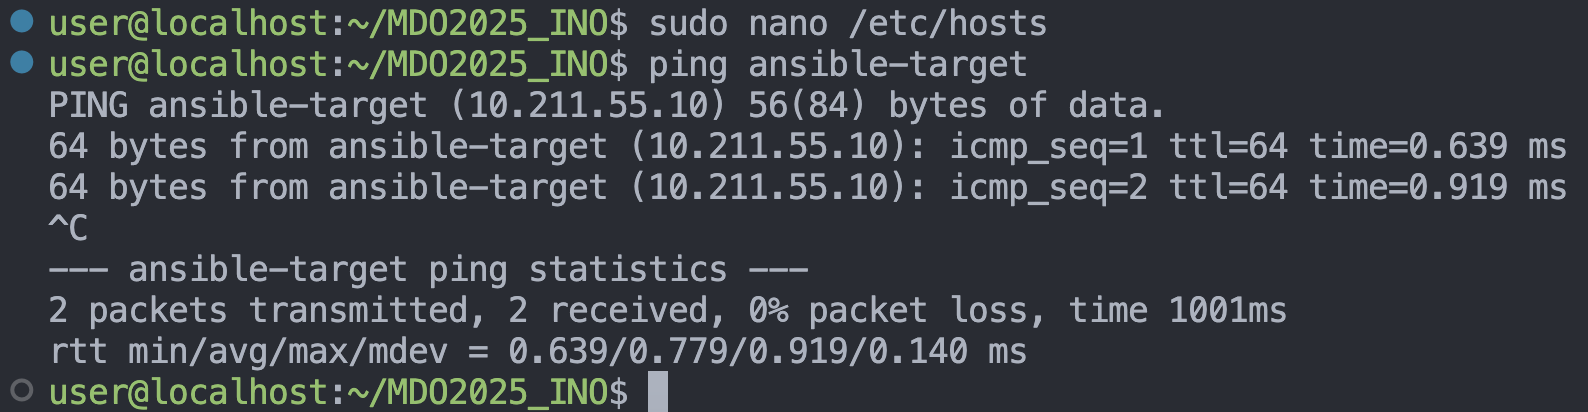 user@localhost:~/MDO2025_INO$ sudo nano /etc/hosts
user@localhost:~/MDO2025_INO$ ping ansible-target
PING ansible-target (10.211.55.10) 56(84) bytes of data.
64 bytes from ansible-target (10.211.55.10): icmp_seq=1 ttl=64 time=0.639 ms
64 bytes from ansible-target (10.211.55.10): icmp_seq=2 ttl=64 time=0.919 ms
^C
--- ansible-target ping statistics ---
2 packets transmitted, 2 received, 0% packet loss, time 1001ms
rtt min/avg/max/mdev = 0.639/0.779/0.919/0.140 ms
user@localhost:~/MDO2025_INO$